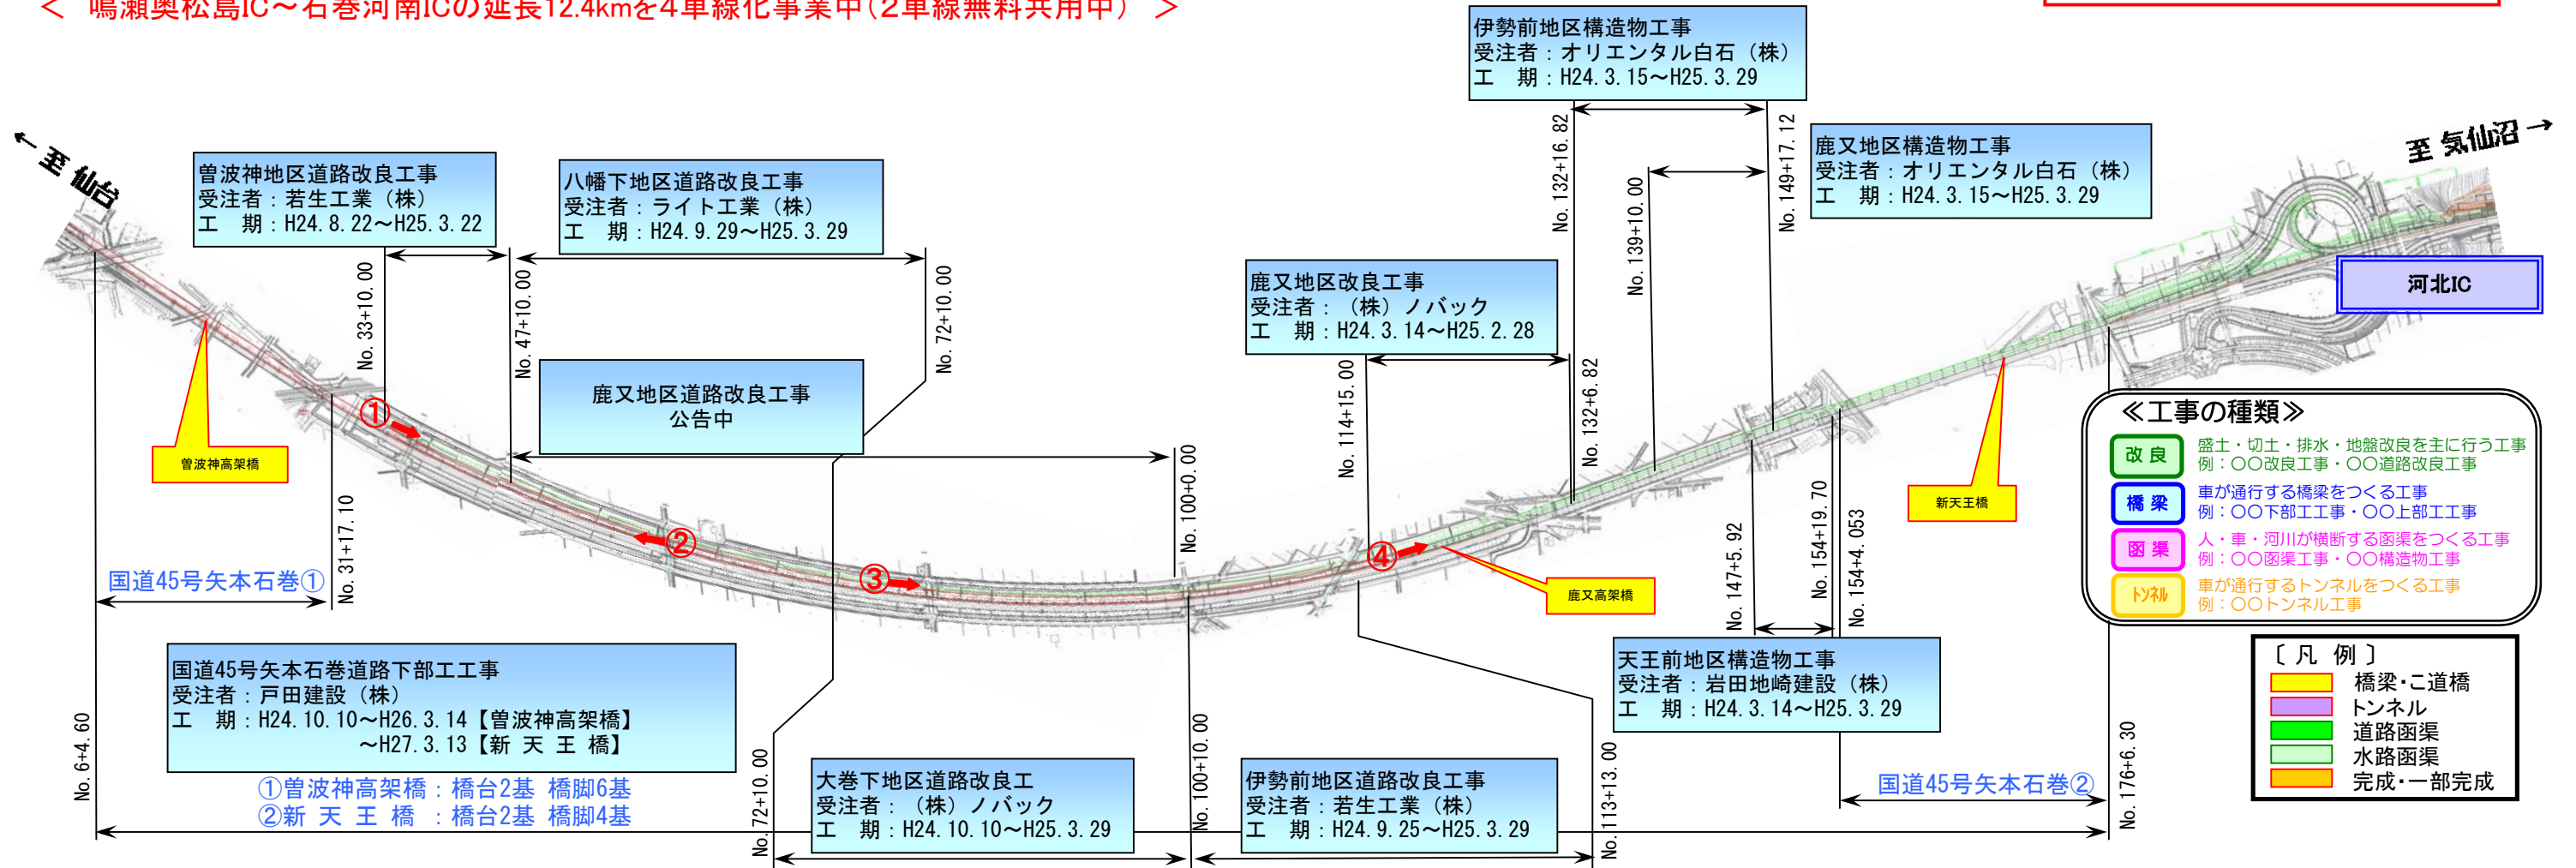 ＜ 鳴瀬奥松島IC～石巻河南ICの延長12.4kmを4車線化事業中（2車線無料共用中） ＞
伊勢前地区構造物工事
受注者：オリエンタル白石（株）
工　期：H24.3.15～H25.3.29
←至 仙台
至 気仙沼→
曽波神地区道路改良工事
受注者：若生工業（株）
工　期：H24.8.22～H25.3.22
八幡下地区道路改良工事
受注者：ライト工業（株）
工　期：H24.9.29～H25.3.29
鹿又地区構造物工事
受注者：オリエンタル白石（株）
工　期：H24.3.15～H25.3.29
鹿又地区改良工事
受注者：（株）ノバック
工　期：H24.3.14～H25.2.28
河北IC
No.33+10.00
No.47+10.00
No.72+10.00
No.132+16.82
No.139+10.00
No.149+17.12
鹿又地区道路改良工事
公告中
No.114+15.00
No.132+6.82
①
②
③
④
曽波神高架橋
新天王橋
鹿又高架橋
No.31+17.10
No.100+0.00
No.147+5.92
No.154+19.70
No.154+4.053
国道45号矢本石巻①
≪工事の種類≫
改良
盛土・切土・排水・地盤改良を主に行う工事
例：〇〇改良工事・〇〇道路改良工事
橋梁
車が通行する橋梁をつくる工事
例：〇〇下部工工事・〇〇上部工工事
函渠
人・車・河川が横断する函渠をつくる工事
例：〇〇函渠工事・〇〇構造物工事
トンネル
車が通行するトンネルをつくる工事
例：〇〇トンネル工事
国道45号矢本石巻道路下部工工事
受注者：戸田建設（株）
工　期：H24.10.10～H26.3.14【曽波神高架橋】
～H27.3.13【新 天 王 橋】
①曽波神高架橋：橋台2基 橋脚6基
②新 天 王 橋 ：橋台2基 橋脚4基
天王前地区構造物工事
受注者：岩田地崎建設（株）
工　期：H24.3.14～H25.3.29
〔 凡 例 〕
橋梁・こ道橋
トンネル
道路函渠
水路函渠
完成・一部完成
No.6+4.60
No.72+10.00
No.100+10.00
No.113+13.00
No.176+6.30
国道45号矢本石巻②
大巻下地区道路改良工
受注者：（株）ノバック
工　期：H24.10.10～H25.3.29
伊勢前地区道路改良工事
受注者：若生工業（株）
工　期：H24.9.25～H25.3.29